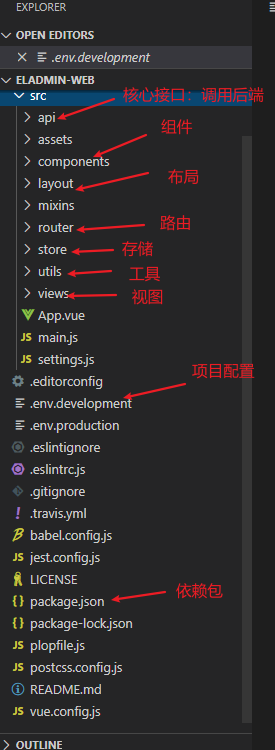 EXPLORER
OPEN EDITORS
.env.development
ELADMIN-WEB
src
api 核心接口：调用后端
assets
components 组件
layout 布局
mixins
router 路由
store 存储
utils 工具
views 视图
App.vue
JS main.js
JS settings.js
.editorconfig
.env.development 项目配置
.env.production
.eslintignore
.eslintrc.js
.gitignore
.travis.yml
babel.config.js
JS jest.config.js
LICENSE
{} package.json 依赖包
{} package-lock.json
JS plopfile.js
JS postcss.config.js
README.md
JS vue.config.js
OUTLINE